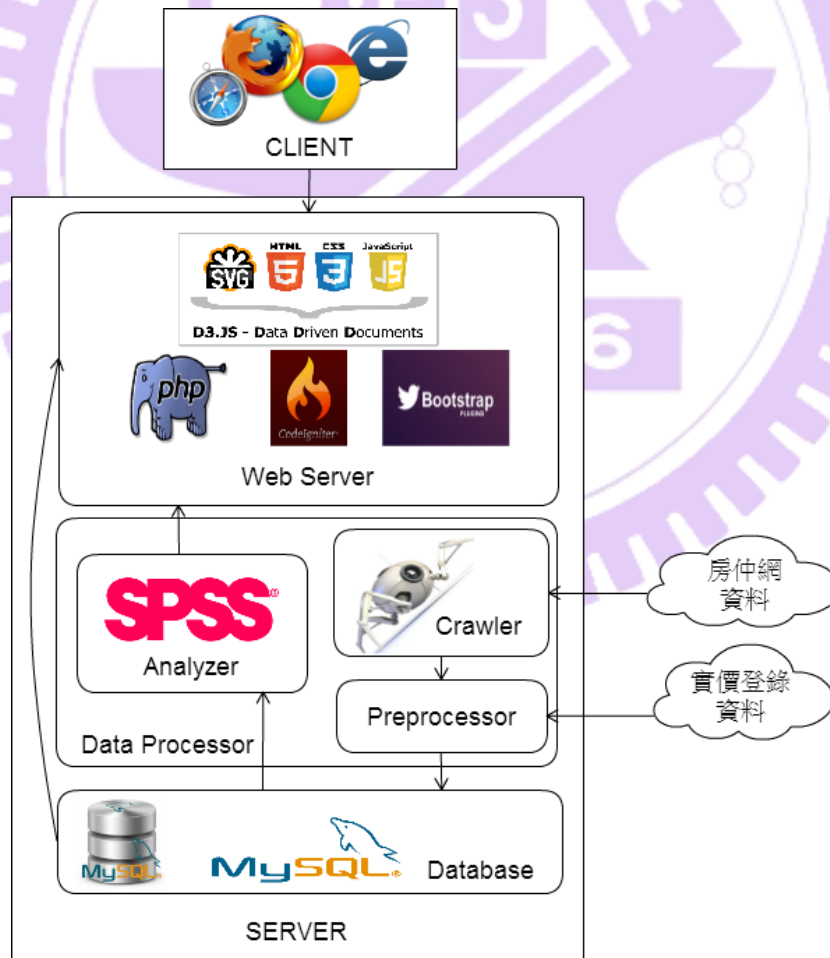 CLIENT
SVG
HTML
5
CSS
3
JavaScript
JS
D3.JS - Data Driven Documents
php
CodeIgniter
Bootstrap
PLUGINS
Web Server
SPSS®
Analyzer
Crawler
Preprocessor
Data Processor
房仲網
資料
實價登錄
資料
MySQL
MySQL®
Database
SERVER
6